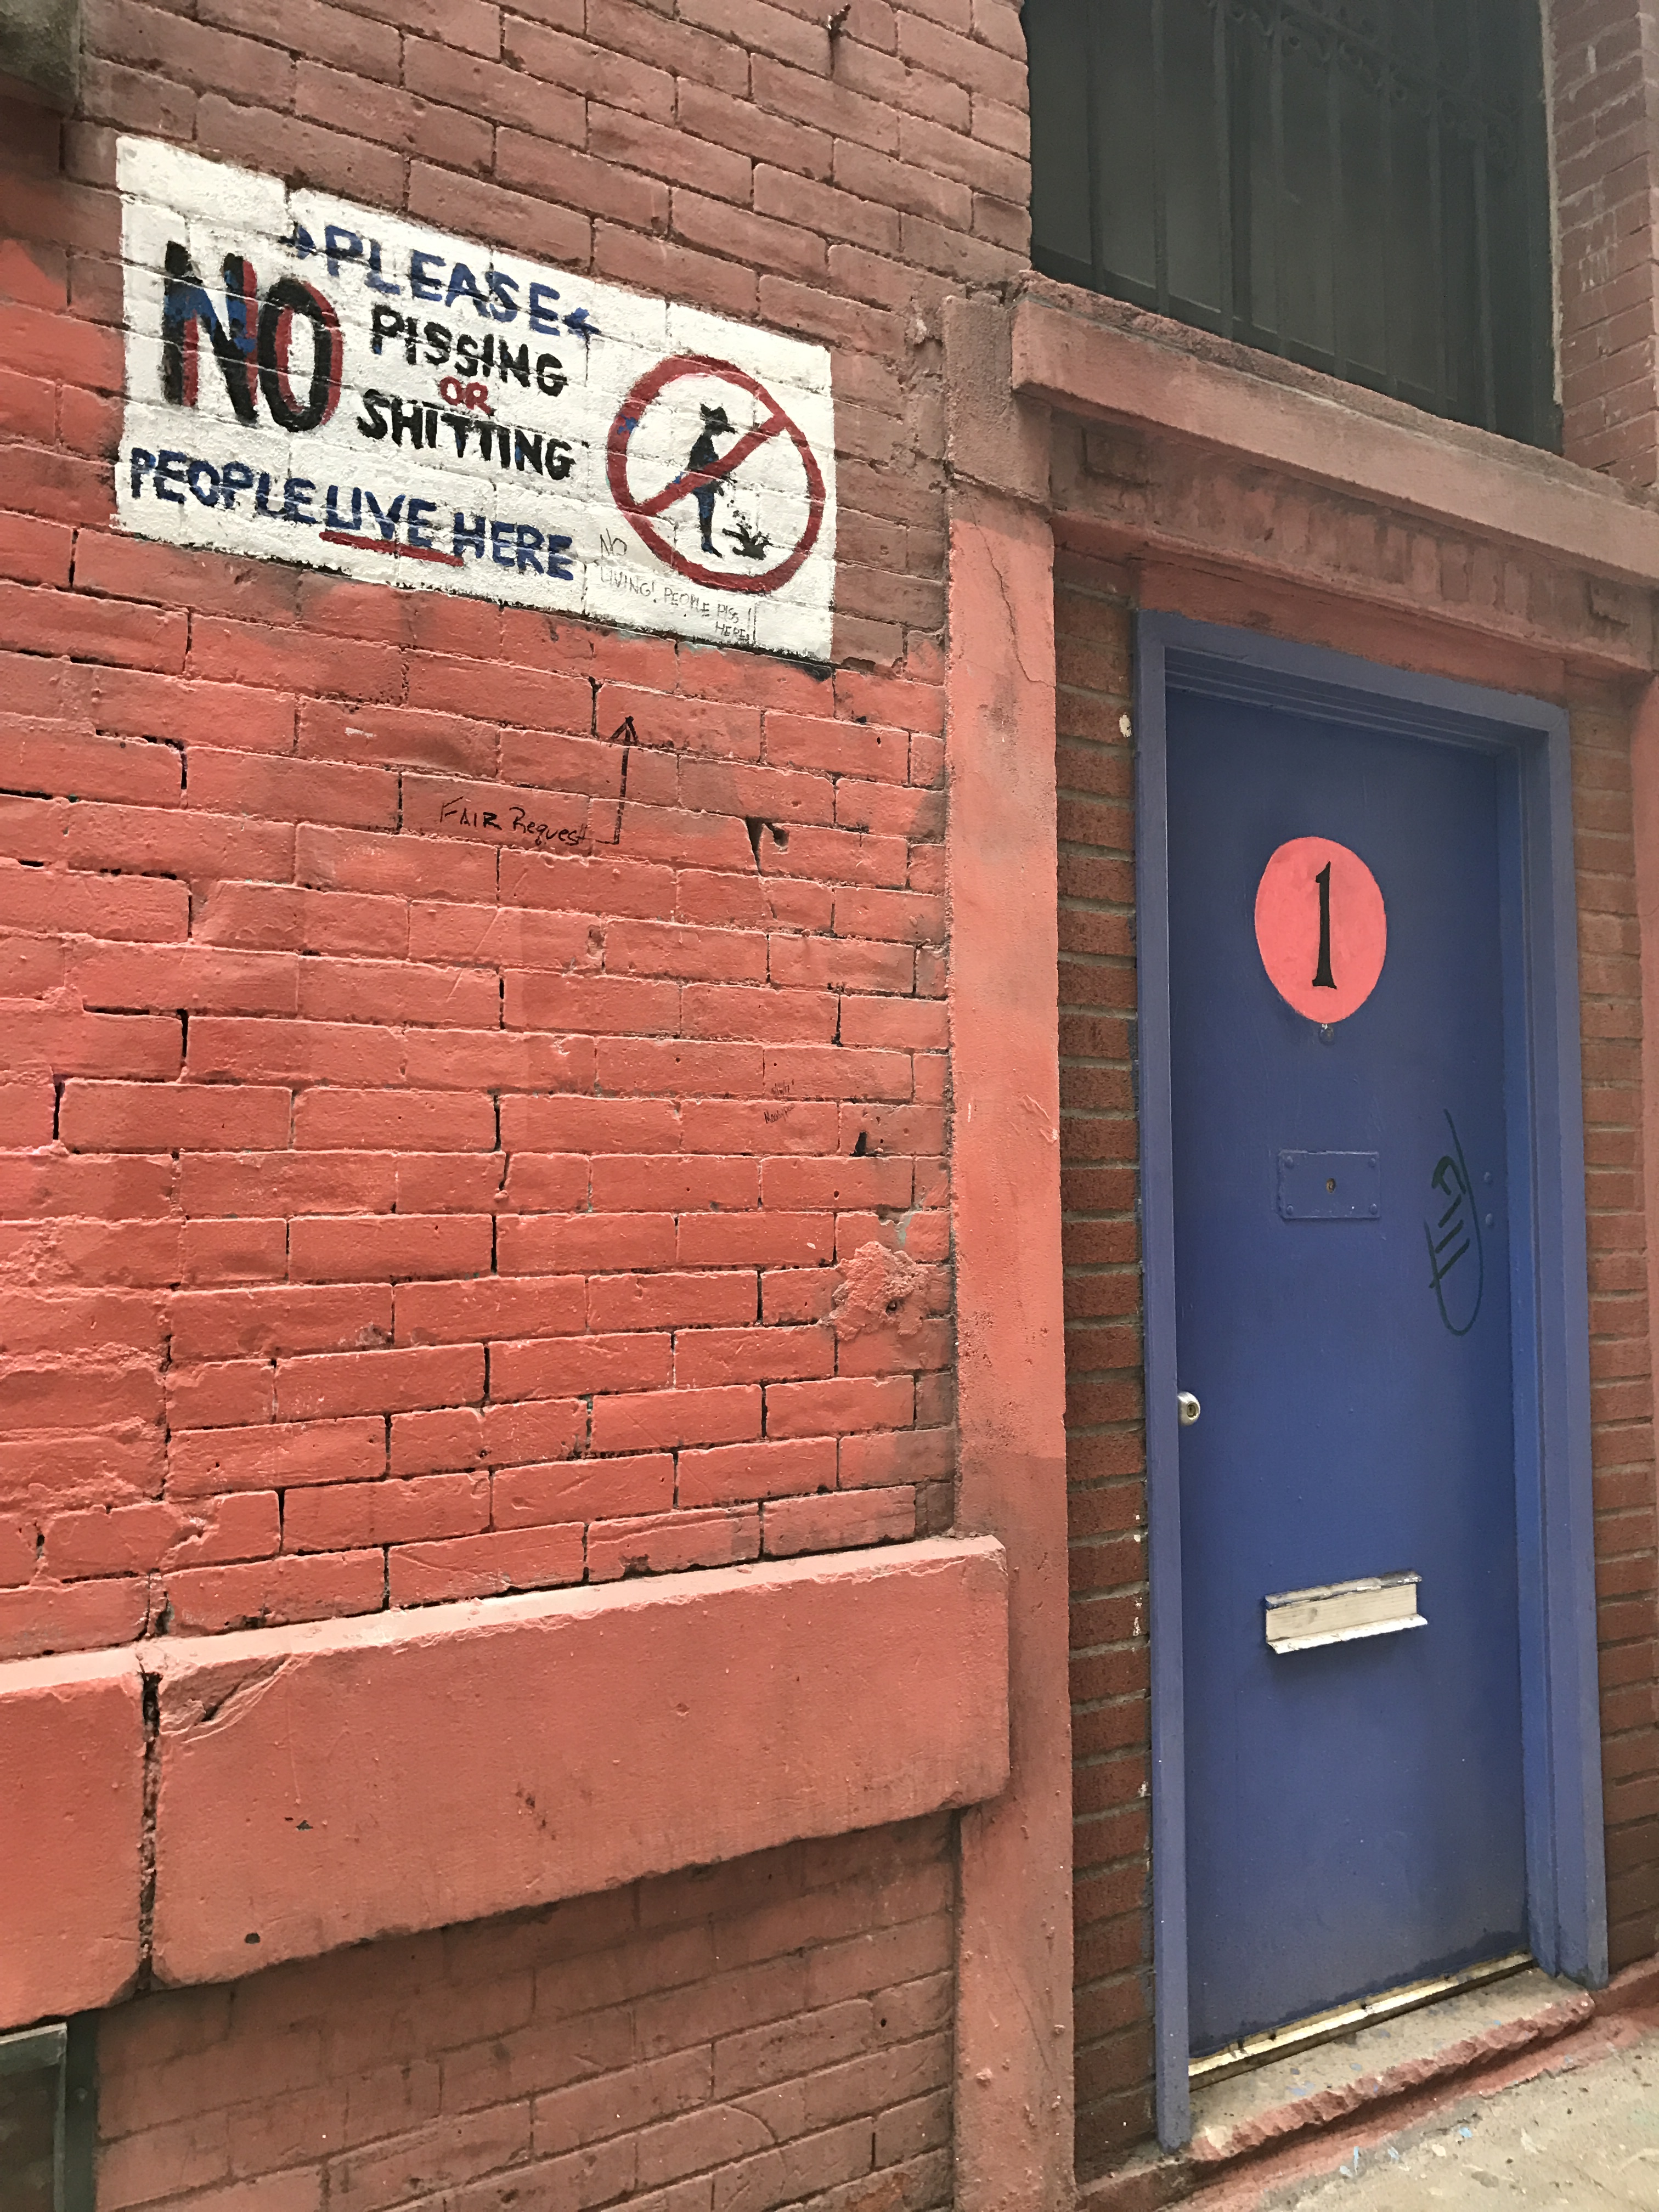 PLEASE
NO PISSING
OR
SHITTING
PEOPLE LIVE HERE
NO
LIVING! PEOPLE PISS
HERE!
FAIR Request
1